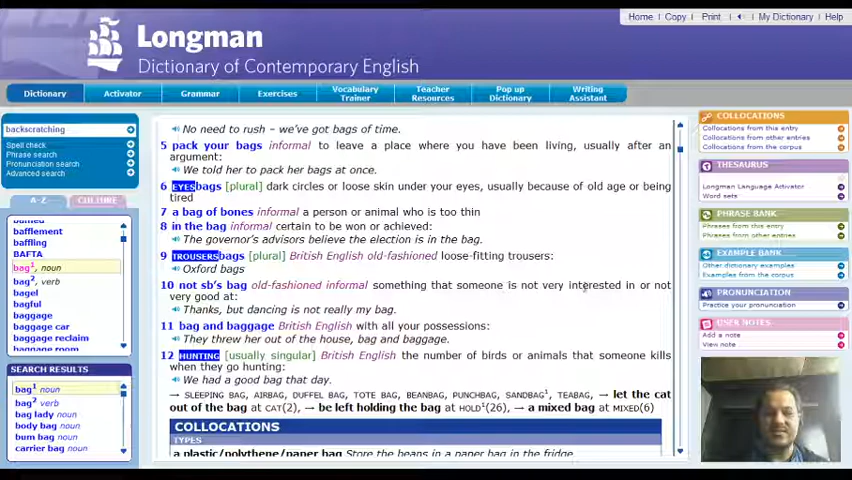 Home Copy Print My Dictionary Help
Longman
Dictionary of Contemporary English
Dictionary Activator Grammar Exercises Vocabulary Trainer Teacher Resources Pop up Dictionary Writing Assistant
backscratching
Spell check
Phrase search
Pronunciation search
Advanced search
A-Z CULTURE
bafflement
baffling
BAFTA
bag¹, noun
bag², verb
bagel
bagful
baggage
baggage car
baggage reclaim
baggage room
SEARCH RESULTS
bag¹ noun
bag² verb
bag lady noun
body bag noun
bum bag noun
carrier bag noun
No need to rush – we've got bags of time.
5 pack your bags informal to leave a place where you have been living, usually after an
argument:
We told her to pack her bags at once.
6 EYES bags [plural] dark circles or loose skin under your eyes, usually because of old age or being
tired
7 a bag of bones informal a person or animal who is too thin
8 in the bag informal certain to be won or achieved:
The governor's advisors believe the election is in the bag.
9 TROUSERS bags [plural] British English old-fashioned loose-fitting trousers:
Oxford bags
10 not sb's bag old-fashioned informal something that someone is not very interested in or not
very good at:
Thanks, but dancing is not really my bag.
11 bag and baggage British English with all your possessions:
They threw her out of the house, bag and baggage.
12 HUNTING [usually singular] British English the number of birds or animals that someone kills
when they go hunting:
We had a good bag that day.
→ SLEEPING BAG, AIRBAG, DUFFEL BAG, TOTE BAG, BEANBAG, PUNCHBAG, SANDBAG¹, TEABAG, → let the cat
out of the bag at CAT(2), → be left holding the bag at HOLD¹(26), → a mixed bag at MIXED(6)
COLLOCATIONS
TYPES
a plastic/polythene/paper bag Store the beans in a paper bag in the fridge.
COLLOCATIONS
Collocations from this entry
Collocations from other entries
Collocations from the corpus
THESAURUS
Longman Language Activator
Word sets
PHRASE BANK
Phrases from this entry
Phrases from other entries
EXAMPLE BANK
Other dictionary examples
Examples from the corpus
PRONUNCIATION
Practice your pronunciation
USER NOTES
Add a note
View note